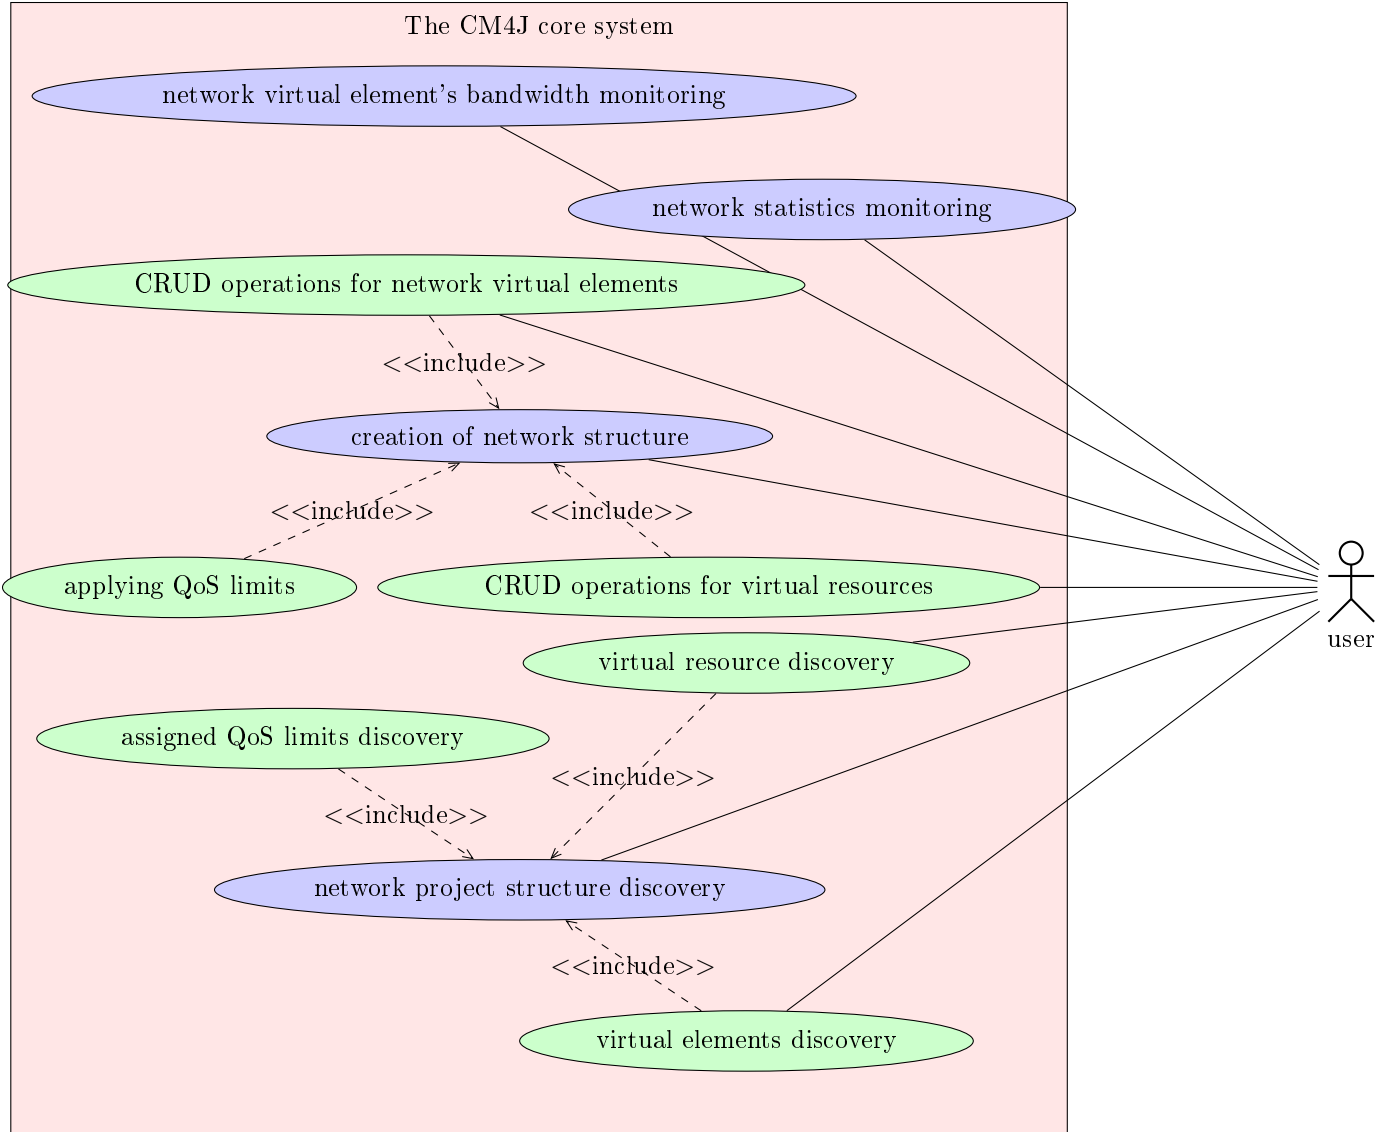 The CM4J core system
network virtual element's bandwidth monitoring
network statistics monitoring
CRUD operations for network virtual elements
<<include>>
creation of network structure
<<include>>
<<include>>
applying QoS limits
CRUD operations for virtual resources
user
virtual resource discovery
assigned QoS limits discovery
<<include>>
<<include>>
network project structure discovery
<<include>>
virtual elements discovery